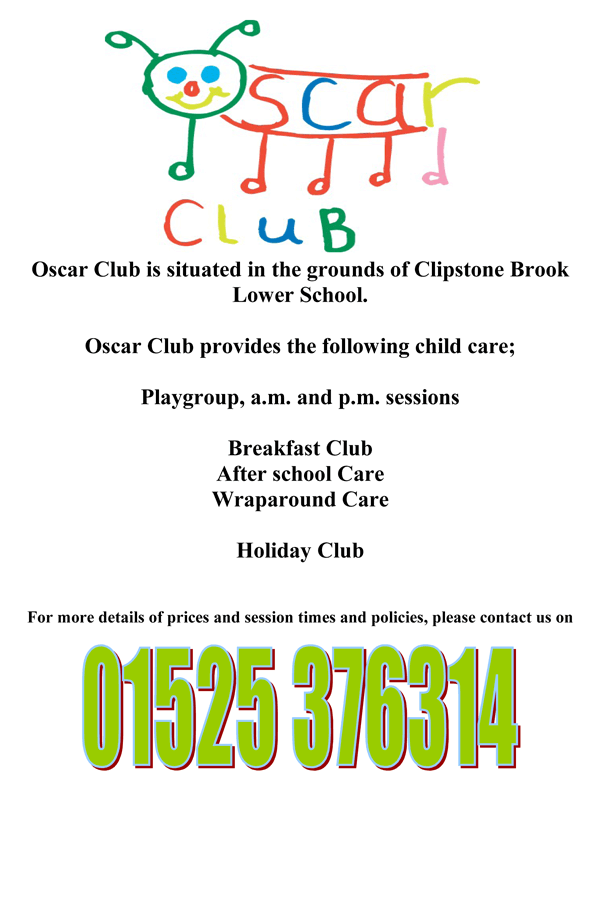 Oscar
CLUB
Oscar Club is situated in the grounds of Clipstone Brook
Lower School.
Oscar Club provides the following child care;
Playgroup, a.m. and p.m. sessions
Breakfast Club
After school Care
Wraparound Care
Holiday Club
For more details of prices and session times and policies, please contact us on
01525 376314